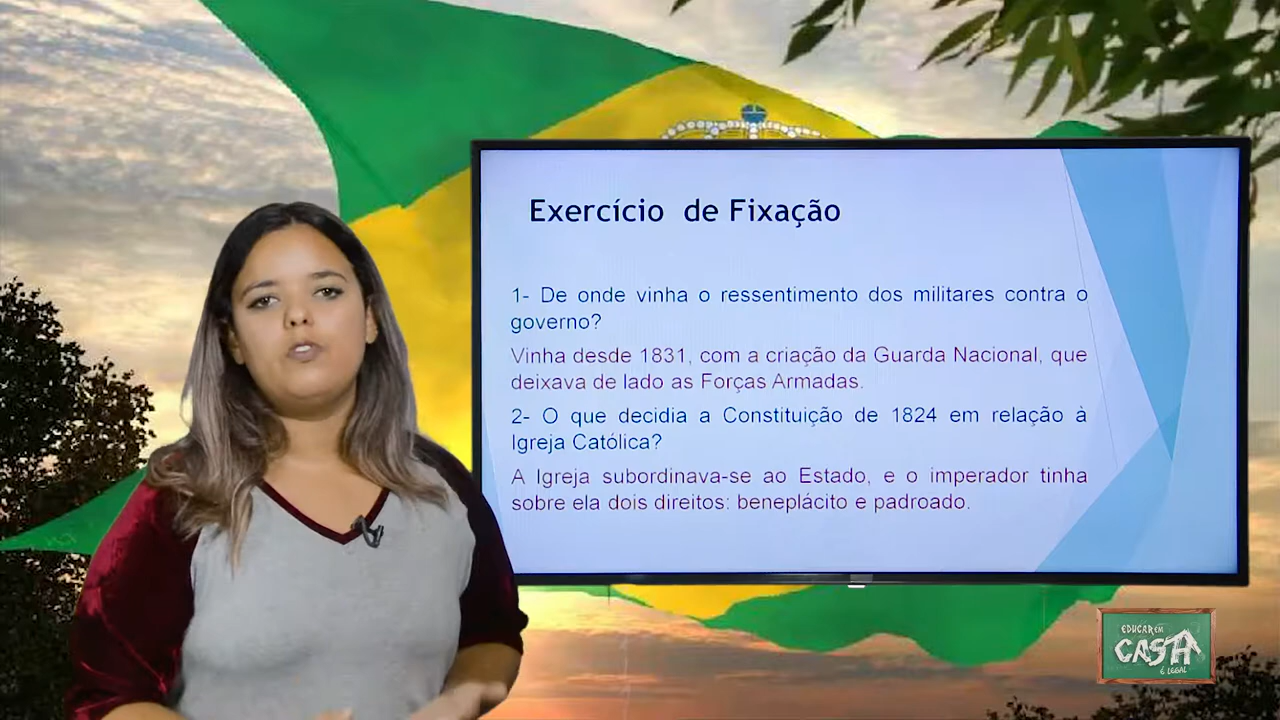 Exercício de Fixação
1- De onde vinha o ressentimento dos militares contra o
governo?
Vinha desde 1831, com a criação da Guarda Nacional, que
deixava de lado as Forças Armadas.
2- O que decidia a Constituição de 1824 em relação à
Igreja Católica?
A Igreja subordinava-se ao Estado, e o imperador tinha
sobre ela dois direitos: beneplácito e padroado.
EDUCAR EM
CASA
É LEGAL